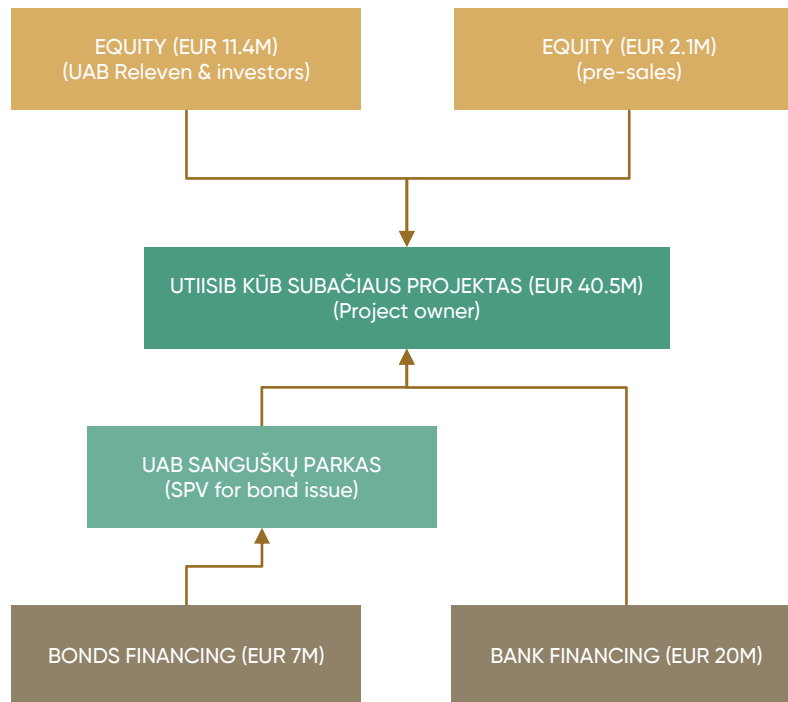 EQUITY (EUR 11.4M)
(UAB Releven & investors)
EQUITY (EUR 2.1M)
(pre-sales)
UTIISIB KŪB SUBAČIAUS PROJEKTAS (EUR 40.5M)
(Project owner)
UAB SANGUŠKŲ PARKAS
(SPV for bond issue)
BONDS FINANCING (EUR 7M)
BANK FINANCING (EUR 20M)